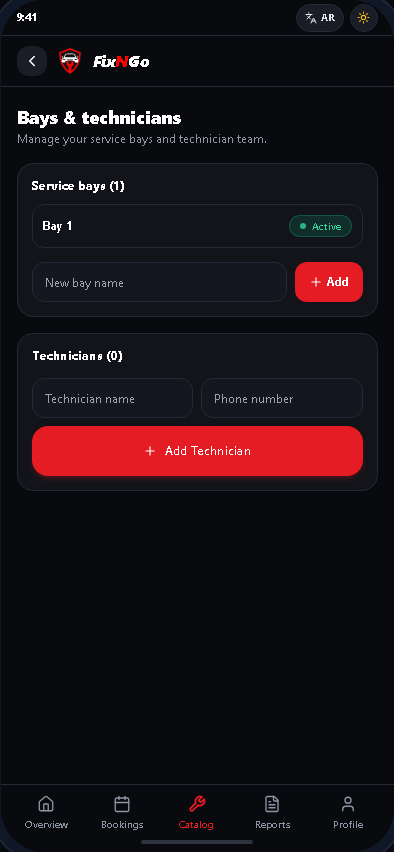 9:41
AR
FixNGo
Bays & technicians
Manage your service bays and technician team.
Service bays (1)
Bay 1
Active
New bay name
+ Add
Technicians (0)
Technician name
Phone number
+ Add Technician
Overview
Bookings
Catalog
Reports
Profile